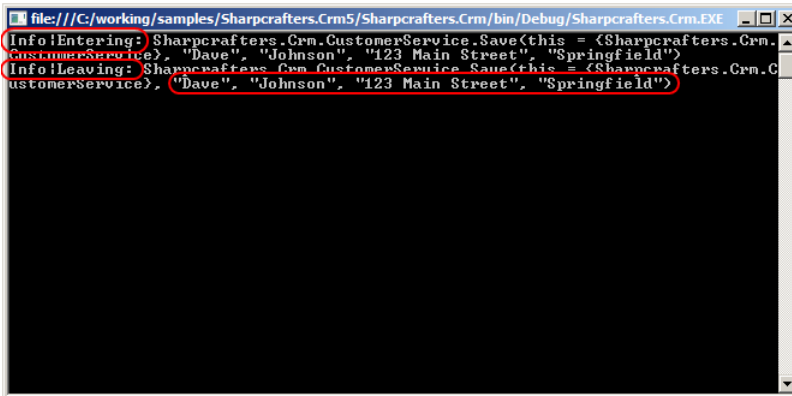 file:///C:/working/samples/Sharpcrafters.Crm5/Sharpcrafters.Crm/bin/Debug/Sharpcrafters.Crm.EXE
Info|Entering: Sharpcrafters.Crm.CustomerService.Save(this = {Sharpcrafters.Crm.
CustomerService}, "Dave", "Johnson", "123 Main Street", "Springfield")
Info|Leaving: Sharpcrafters.Crm.CustomerService.Save(this = {Sharpcrafters.Crm.C
ustomerService}, "Dave", "Johnson", "123 Main Street", "Springfield")